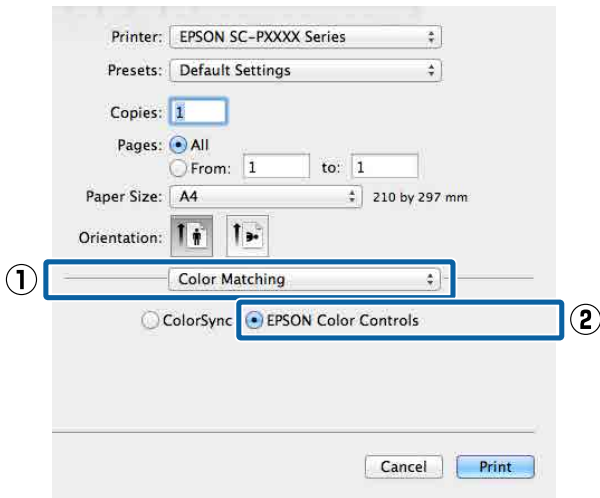 Printer: EPSON SC-PXXXX Series
Presets: Default Settings
Copies: 1
Pages: All
From: 1 to: 1
Paper Size: A4 210 by 297 mm
Orientation:
① Color Matching
ColorSync EPSON Color Controls ②
Cancel Print